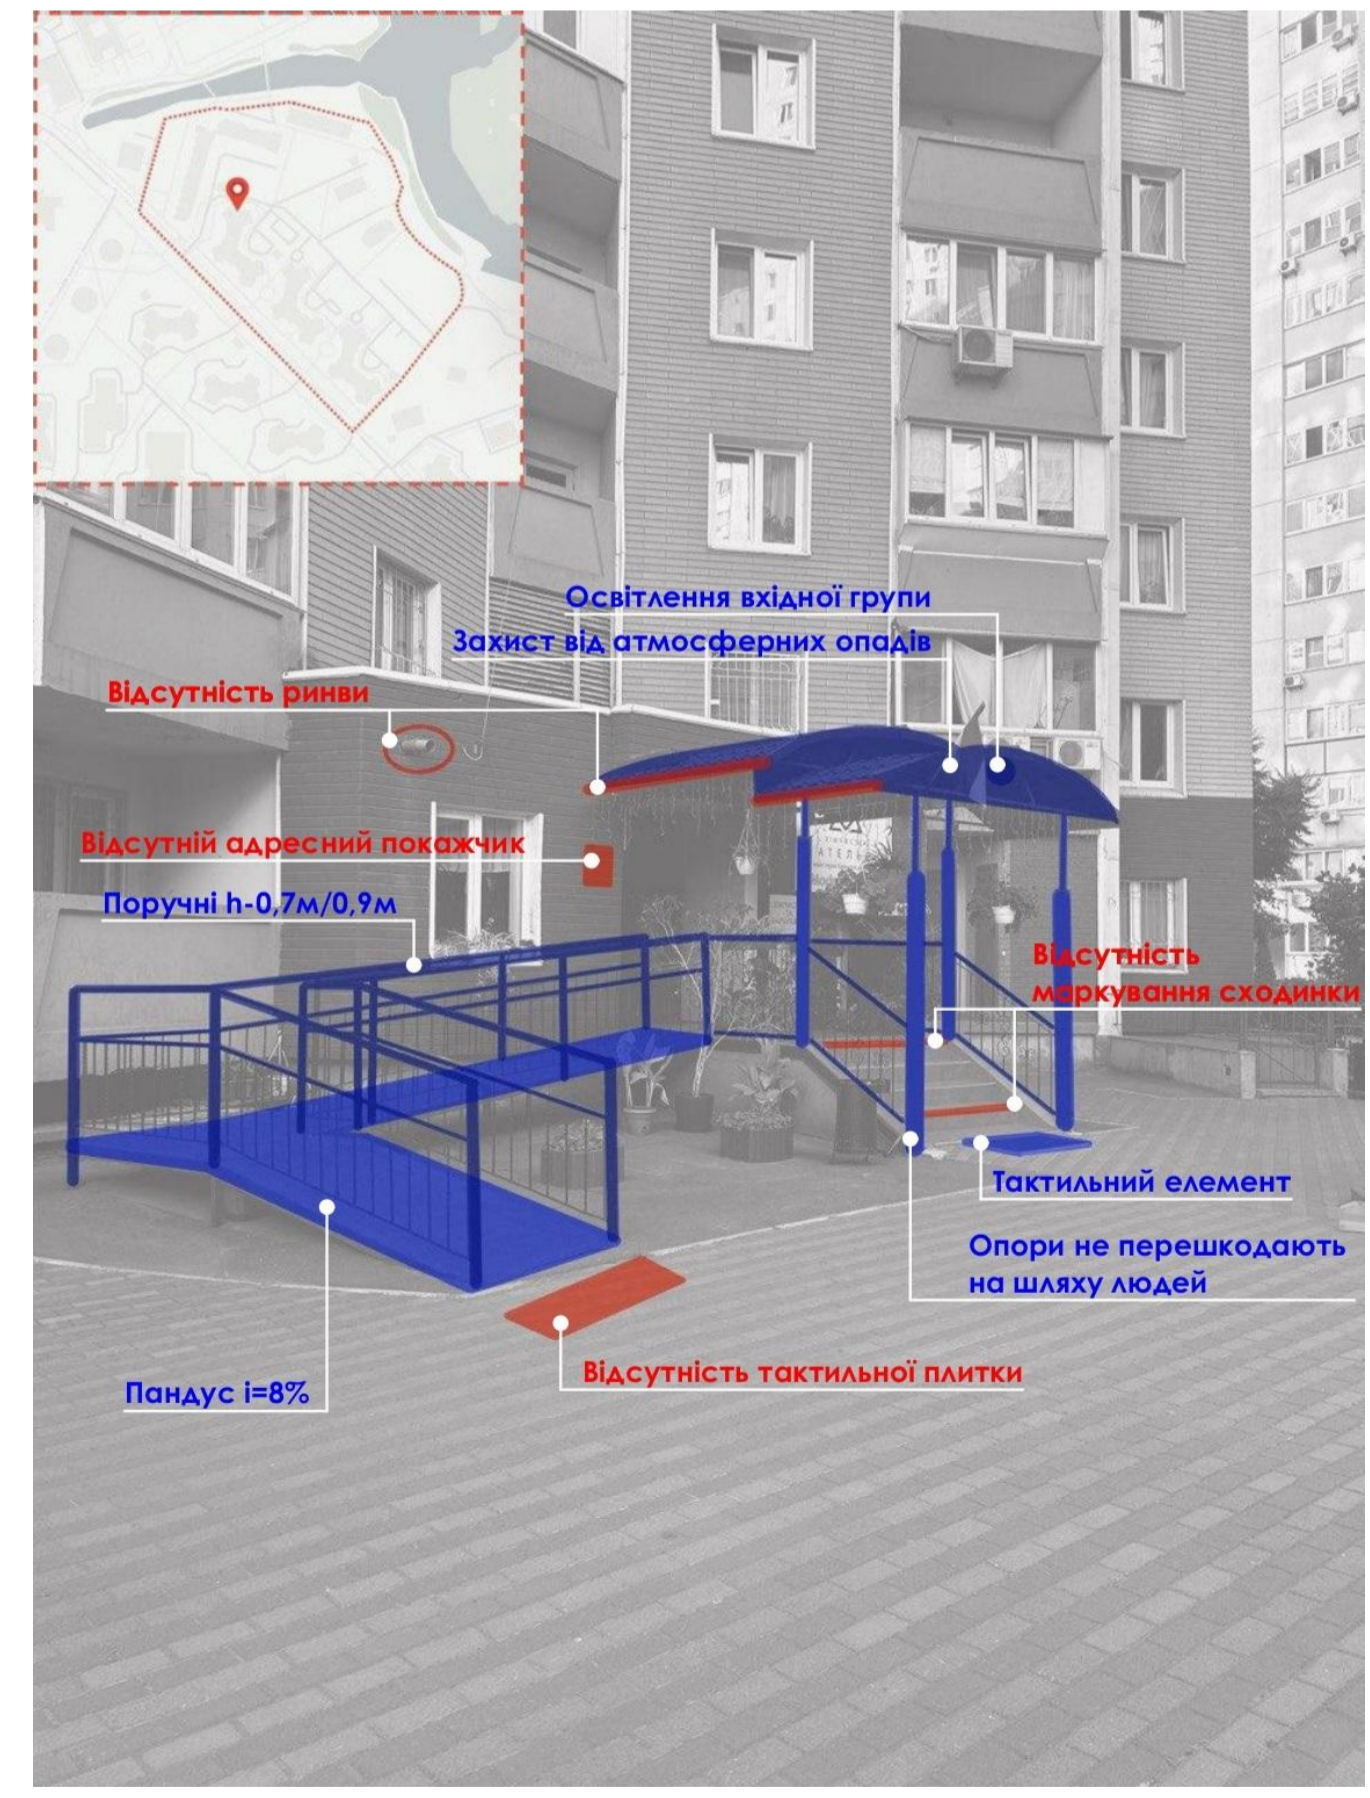 Освітлення вхідної групи
Захист від атмосферних опадів
Відсутність ринви
Відсутній адресний покажчик
АТЕЛЬ
Поручні h-0,7м/0,9м
Відсутність
маркування сходинки
Тактильний елемент
Опори не перешкодають
на шляху людей
Відсутність тактильної плитки
Пандус і=8%